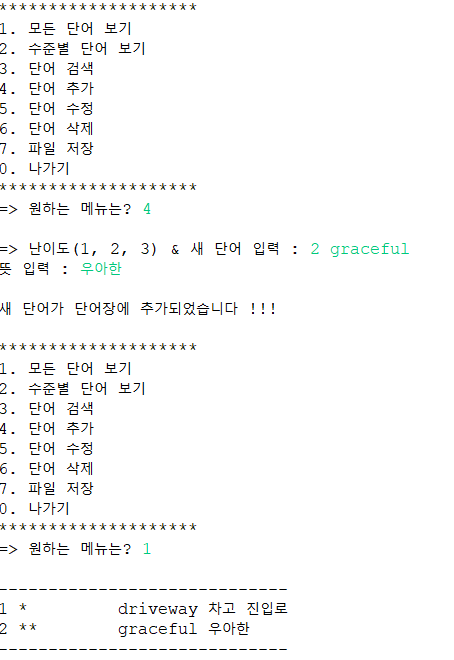 ********************
1. 모든 단어 보기
2. 수준별 단어 보기
3. 단어 검색
4. 단어 추가
5. 단어 수정
6. 단어 삭제
7. 파일 저장
0. 나가기
********************
=> 원하는 메뉴는? 4
=> 난이도(1, 2, 3) & 새 단어 입력 : 2 graceful
뜻 입력 : 우아한
새 단어가 단어장에 추가되었습니다 !!!
********************
1. 모든 단어 보기
2. 수준별 단어 보기
3. 단어 검색
4. 단어 추가
5. 단어 수정
6. 단어 삭제
7. 파일 저장
0. 나가기
********************
=> 원하는 메뉴는? 1
-----------------------------
1 *         driveway 차고 진입로
2 **        graceful 우아한
-----------------------------